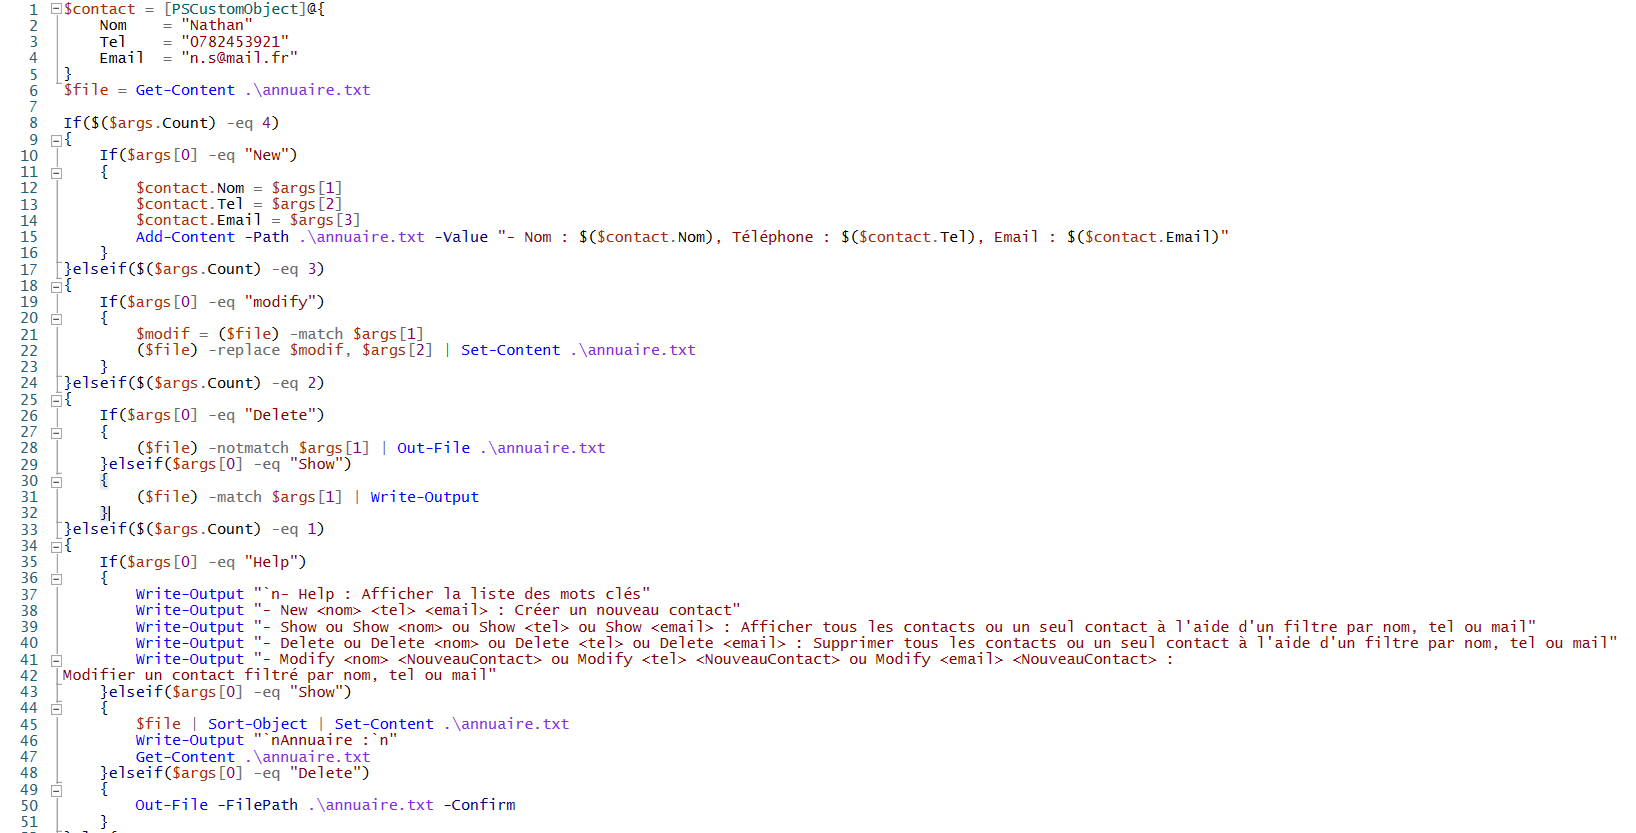 1 $contact = [PSCustomObject]@{
2     Nom    = "Nathan"
3     Tel    = "0782453921"
4     Email  = "n.s@mail.fr"
5 }
6 $file = Get-Content .\annuaire.txt
7
8 If($($args.Count) -eq 4)
9 {
10     If($args[0] -eq "New")
11     {
12         $contact.Nom = $args[1]
13         $contact.Tel = $args[2]
14         $contact.Email = $args[3]
15         Add-Content -Path .\annuaire.txt -Value "- Nom : $($contact.Nom), Téléphone : $($contact.Tel), Email : $($contact.Email)"
16     }
17 }elseif($($args.Count) -eq 3)
18 {
19     If($args[0] -eq "modify")
20     {
21         $modif = ($file) -match $args[1]
22         ($file) -replace $modif, $args[2] | Set-Content .\annuaire.txt
23     }
24 }elseif($($args.Count) -eq 2)
25 {
26     If($args[0] -eq "Delete")
27     {
28         ($file) -notmatch $args[1] | Out-File .\annuaire.txt
29     }elseif($args[0] -eq "Show")
30     {
31         ($file) -match $args[1] | Write-Output
32     }
33 }elseif($($args.Count) -eq 1)
34 {
35     If($args[0] -eq "Help")
36     {
37         Write-Output "`n- Help : Afficher la liste des mots clés"
38         Write-Output "- New <nom> <tel> <email> : Créer un nouveau contact"
39         Write-Output "- Show ou Show <nom> ou Show <tel> ou Show <email> : Afficher tous les contacts ou un seul contact à l'aide d'un filtre par nom, tel ou mail"
40         Write-Output "- Delete ou Delete <nom> ou Delete <tel> ou Delete <email> : Supprimer tous les contacts ou un seul contact à l'aide d'un filtre par nom, tel ou mail"
41         Write-Output "- Modify <nom> <NouveauContact> ou Modify <tel> <NouveauContact> ou Modify <email> <NouveauContact> :
42 Modifier un contact filtré par nom, tel ou mail"
43     }elseif($args[0] -eq "Show")
44     {
45         $file | Sort-Object | Set-Content .\annuaire.txt
46         Write-Output "`nAnnuaire :`n"
47         Get-Content .\annuaire.txt
48     }elseif($args[0] -eq "Delete")
49     {
50         Out-File -FilePath .\annuaire.txt -Confirm
51     }